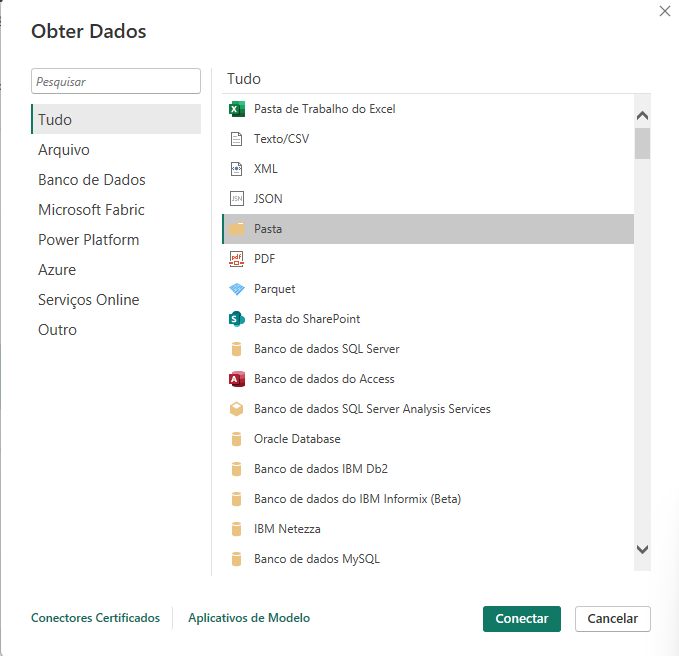 Obter Dados
Pesquisar
Tudo
Arquivo
Banco de Dados
Microsoft Fabric
Power Platform
Azure
Serviços Online
Outro
Tudo
Pasta de Trabalho do Excel
Texto/CSV
XML
JSON
Pasta
PDF
Parquet
Pasta do SharePoint
Banco de dados SQL Server
Banco de dados do Access
Banco de dados SQL Server Analysis Services
Oracle Database
Banco de dados IBM Db2
Banco de dados do IBM Informix (Beta)
IBM Netezza
Banco de dados MySQL
Conectores Certificados
Aplicativos de Modelo
Conectar
Cancelar